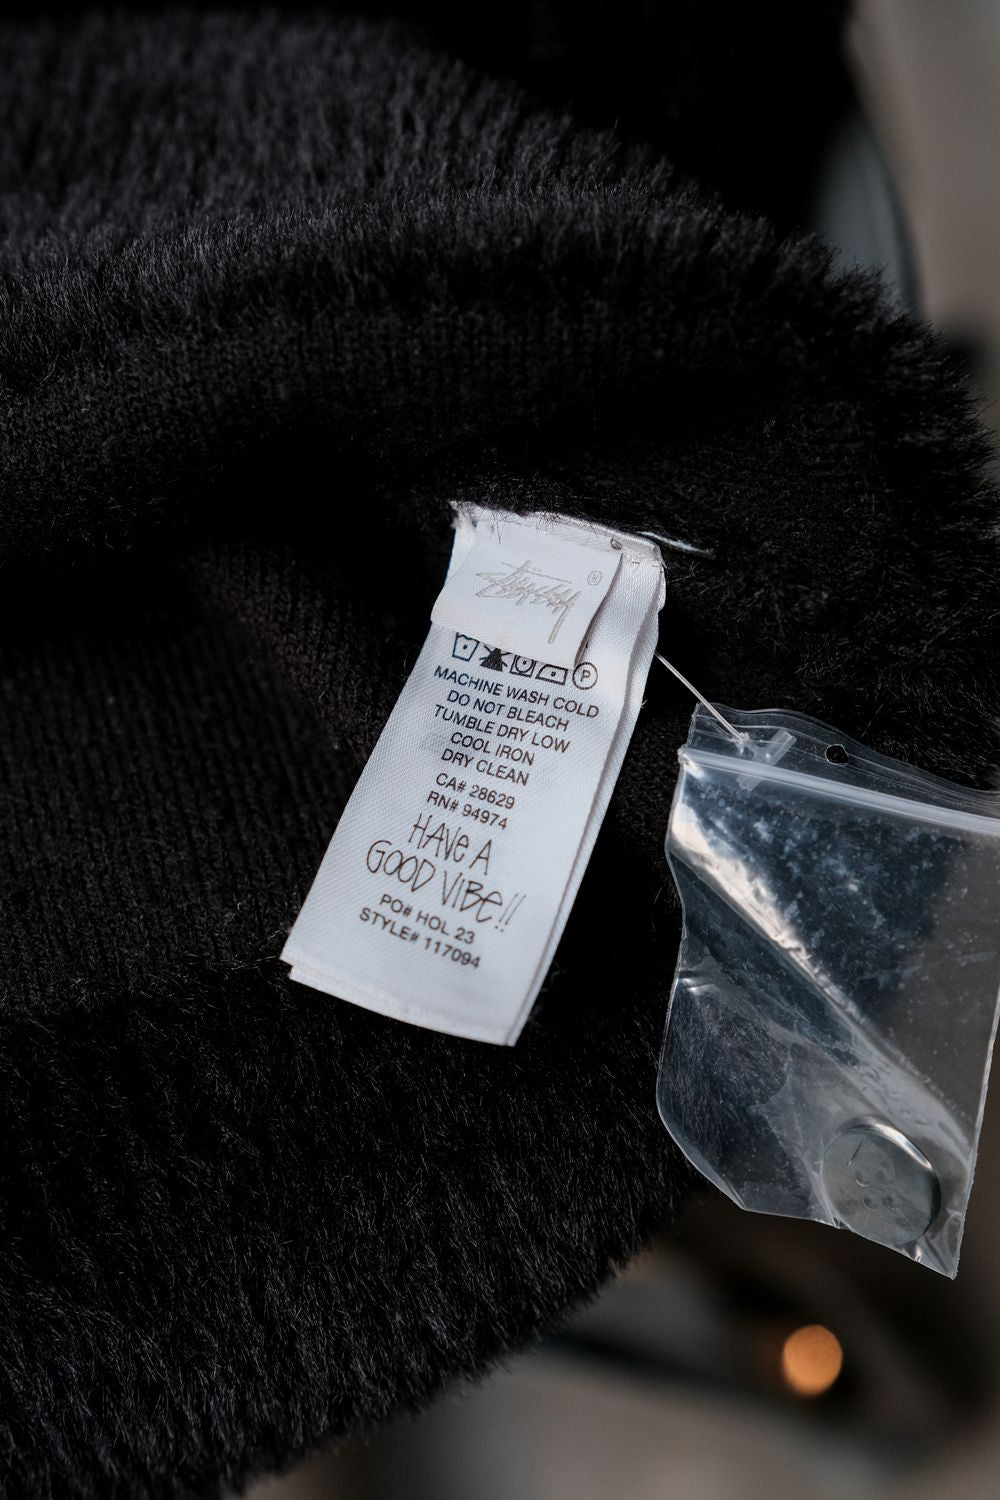 Stüssy ®
P
MACHINE WASH COLD
DO NOT BLEACH
TUMBLE DRY LOW
COOL IRON
DRY CLEAN
CA# 28629
RN# 94974
HAVE A
GOOD VIBE!!
PO# HOL 23
STYLE# 117094